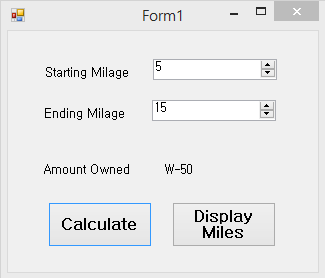 Form1
Starting Milage 5
Ending Milage 15
Amount Owned W-50
Calculate
Display
Miles